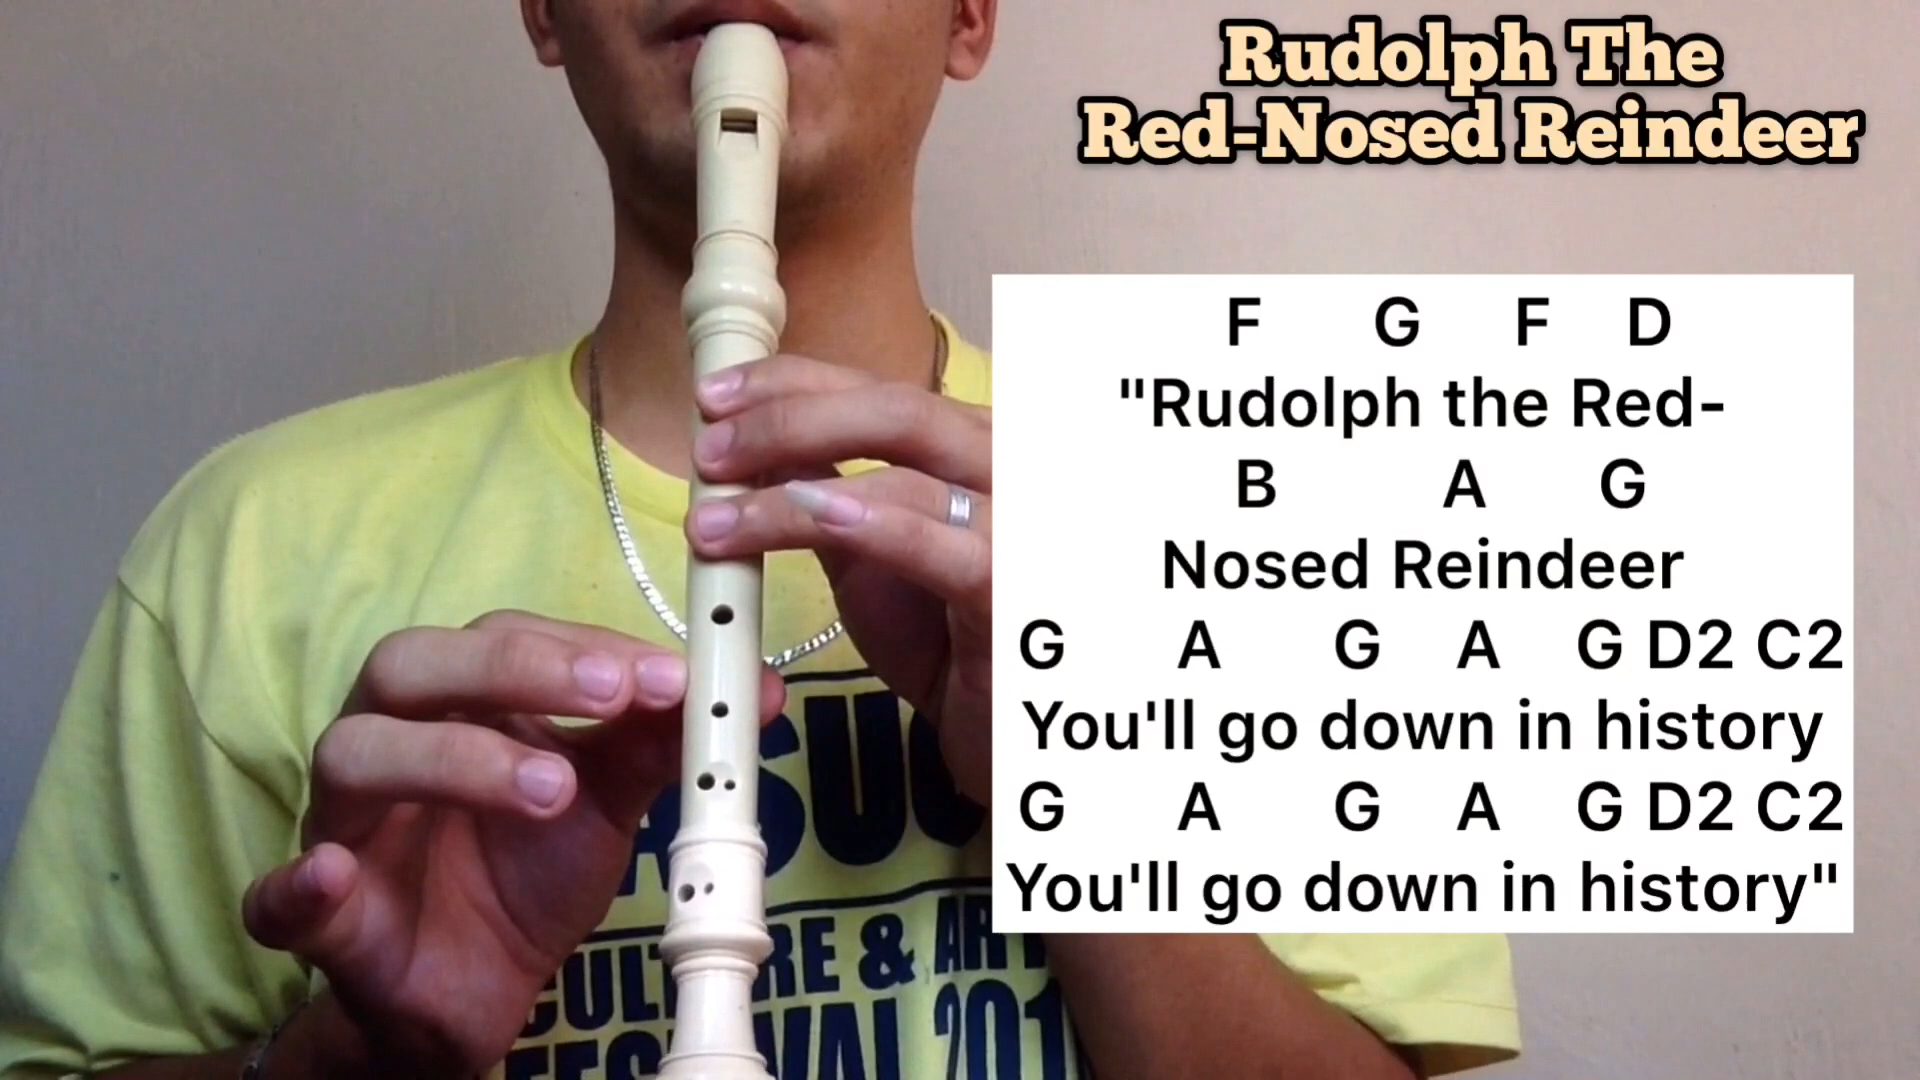 Rudolph The
Red-Nosed Reindeer
F G F D
"Rudolph the Red-
B A G
Nosed Reindeer
G A G A G D2 C2
You'll go down in history
G A G A G D2 C2
You'll go down in history"
&